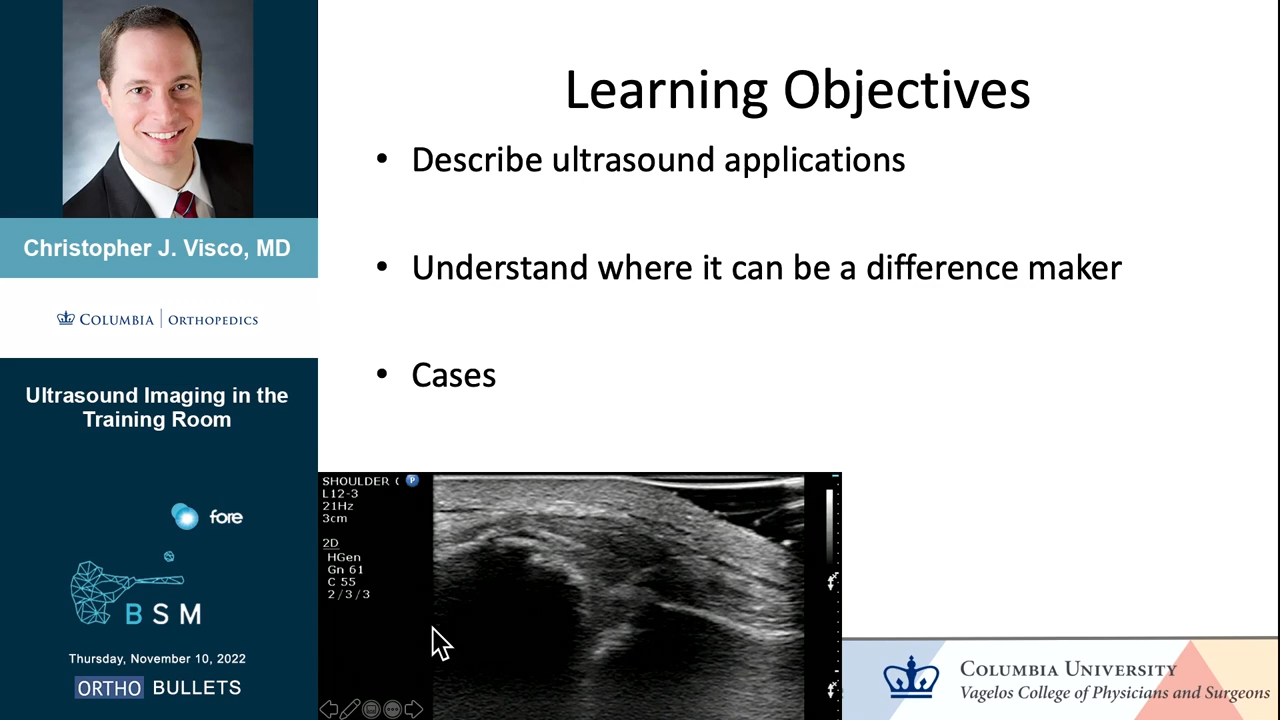 Christopher J. Visco, MD
COLUMBIA | ORTHOPEDICS
Ultrasound Imaging in the
Training Room
fore
BSM
Thursday, November 10, 2022
ORTHO BULLETS
Learning Objectives
• Describe ultrasound applications
• Understand where it can be a difference maker
• Cases
SHOULDER ( P
L12-3
21Hz
3cm
2D
HGen
Gn 61
C 55
2/3/3
COLUMBIA UNIVERSITY
Vagelos College of Physicians and Surgeons